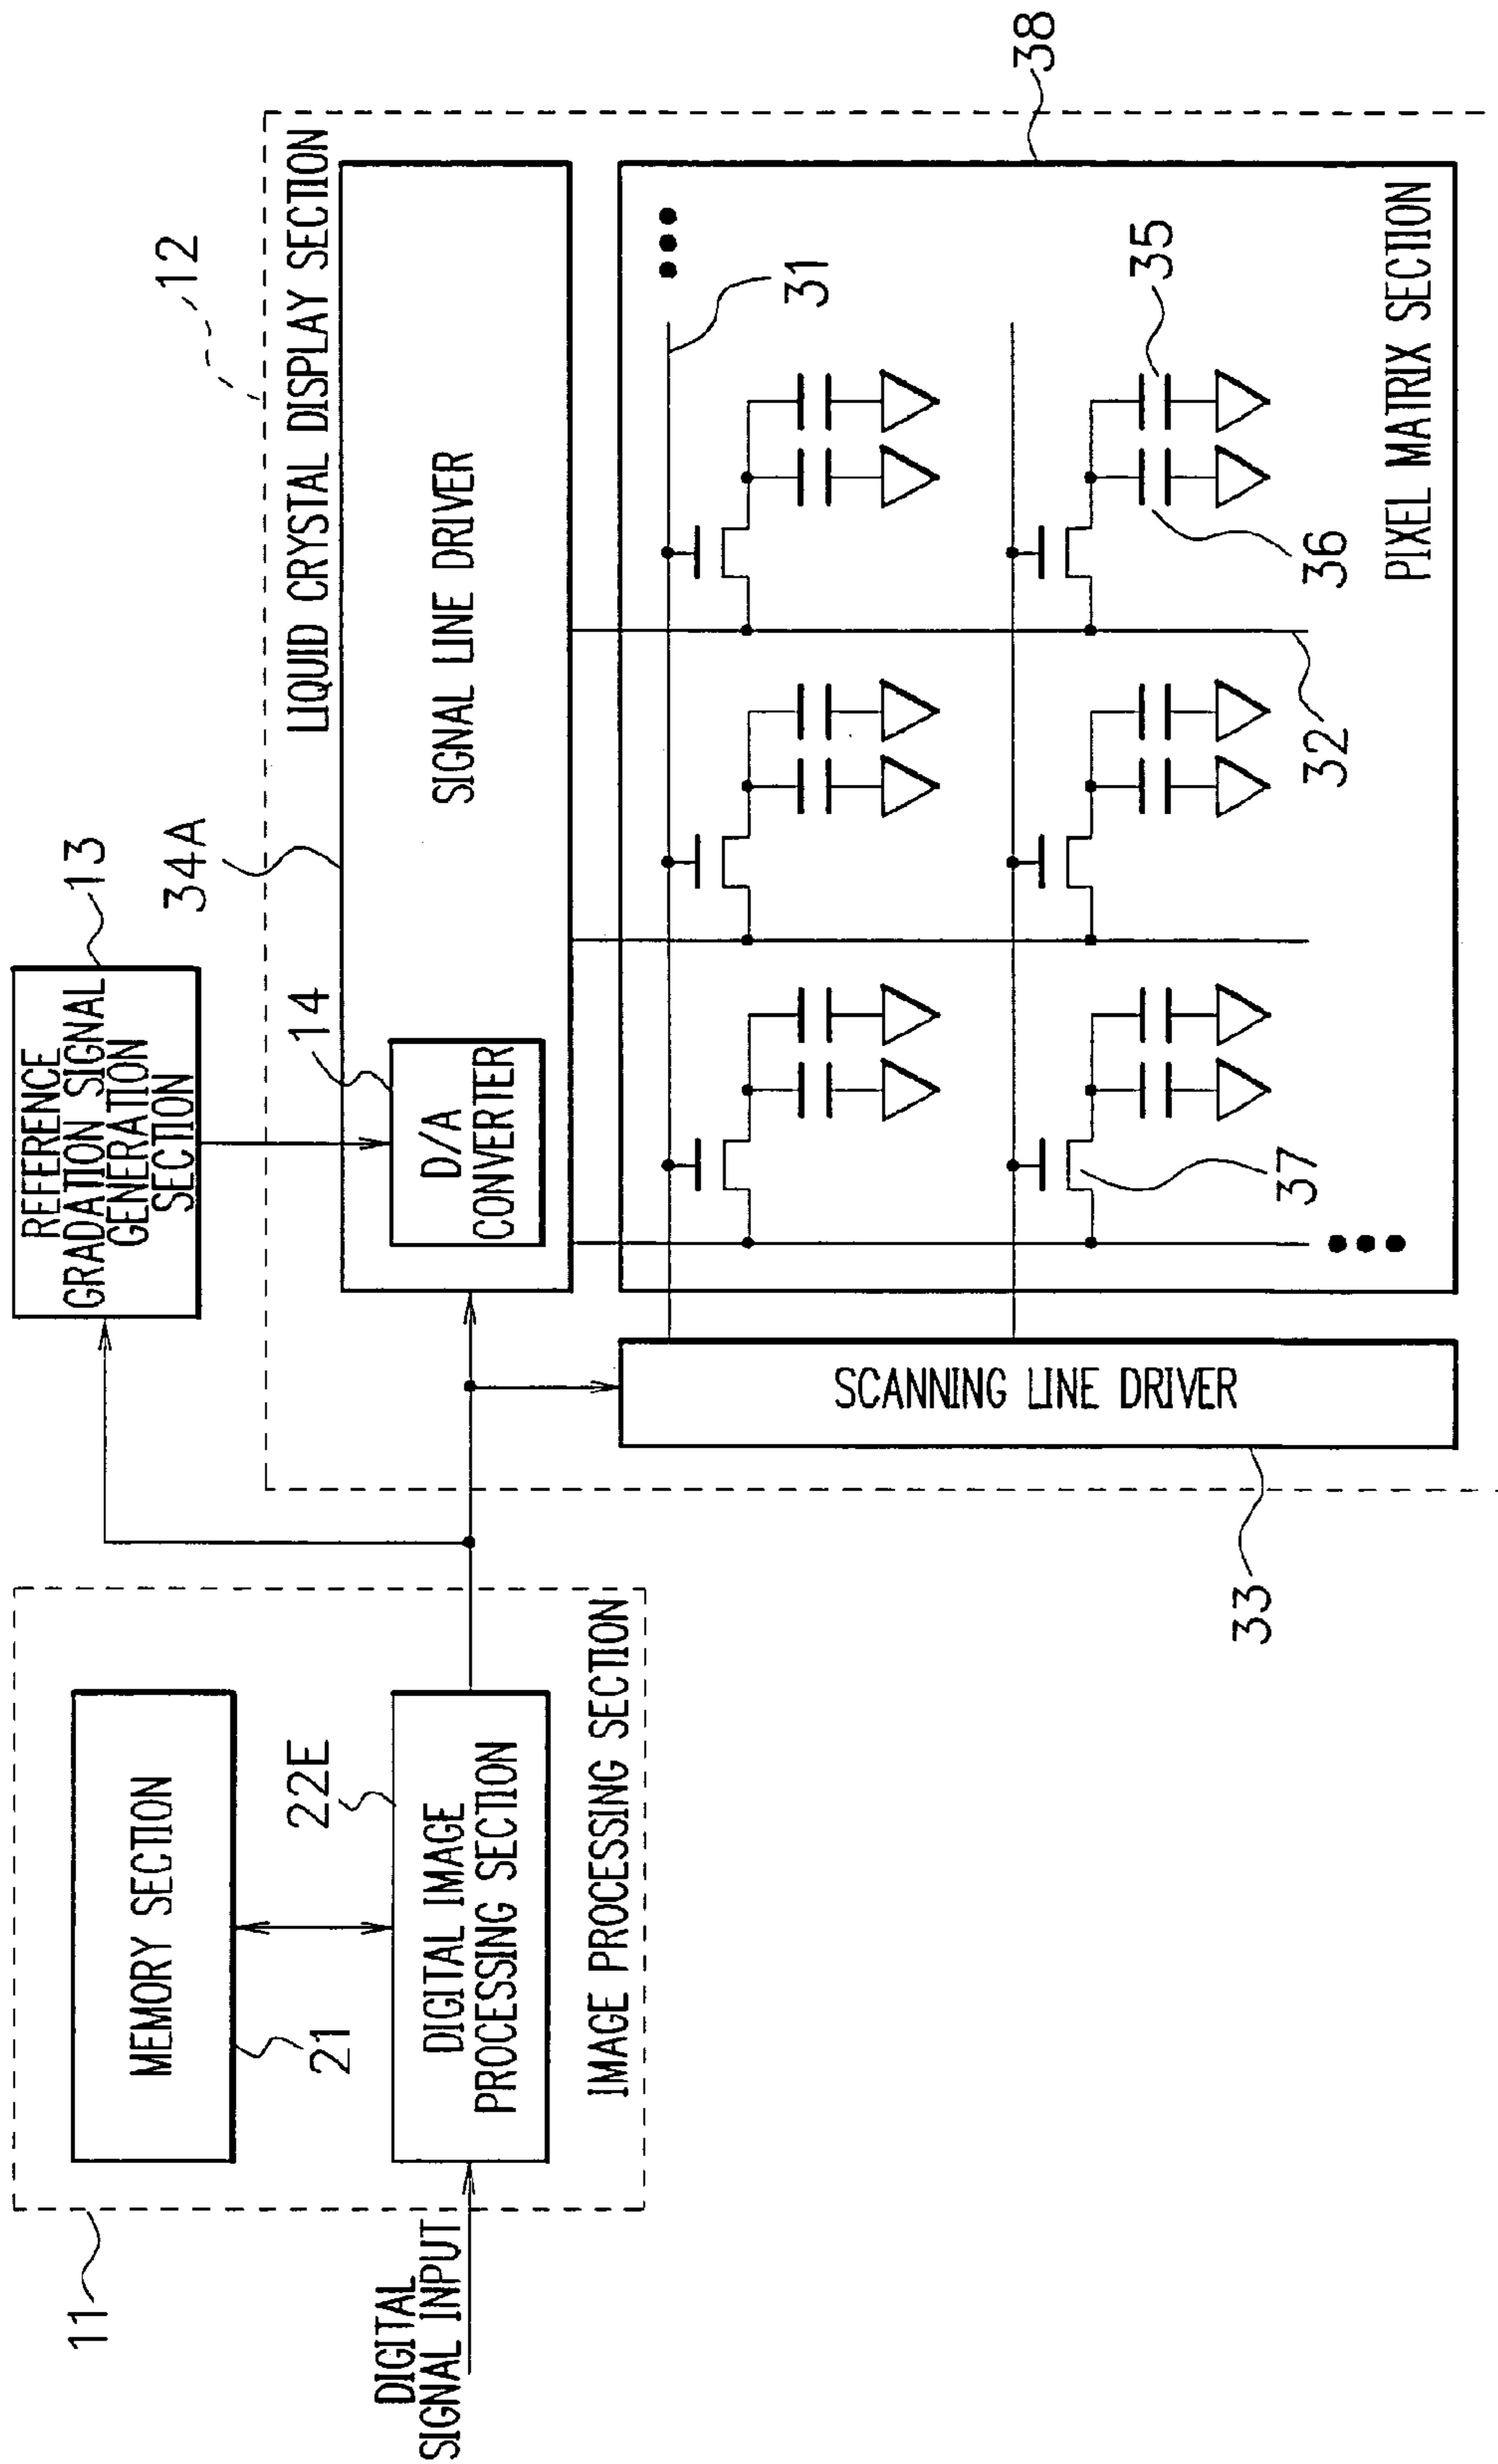 11
MEMORY SECTION
21
22E
DIGITAL IMAGE
PROCESSING SECTION
IMAGE PROCESSING SECTION
DIGITAL
SIGNAL INPUT
REFERENCE
GRADATION SIGNAL
GENERATION
SECTION
13
34A
12
LIQUID CRYSTAL DISPLAY SECTION
14
D/A
CONVERTER
SIGNAL LINE DRIVER
SCANNING LINE DRIVER
33
31
35
36
32
37
PIXEL MATRIX SECTION
38